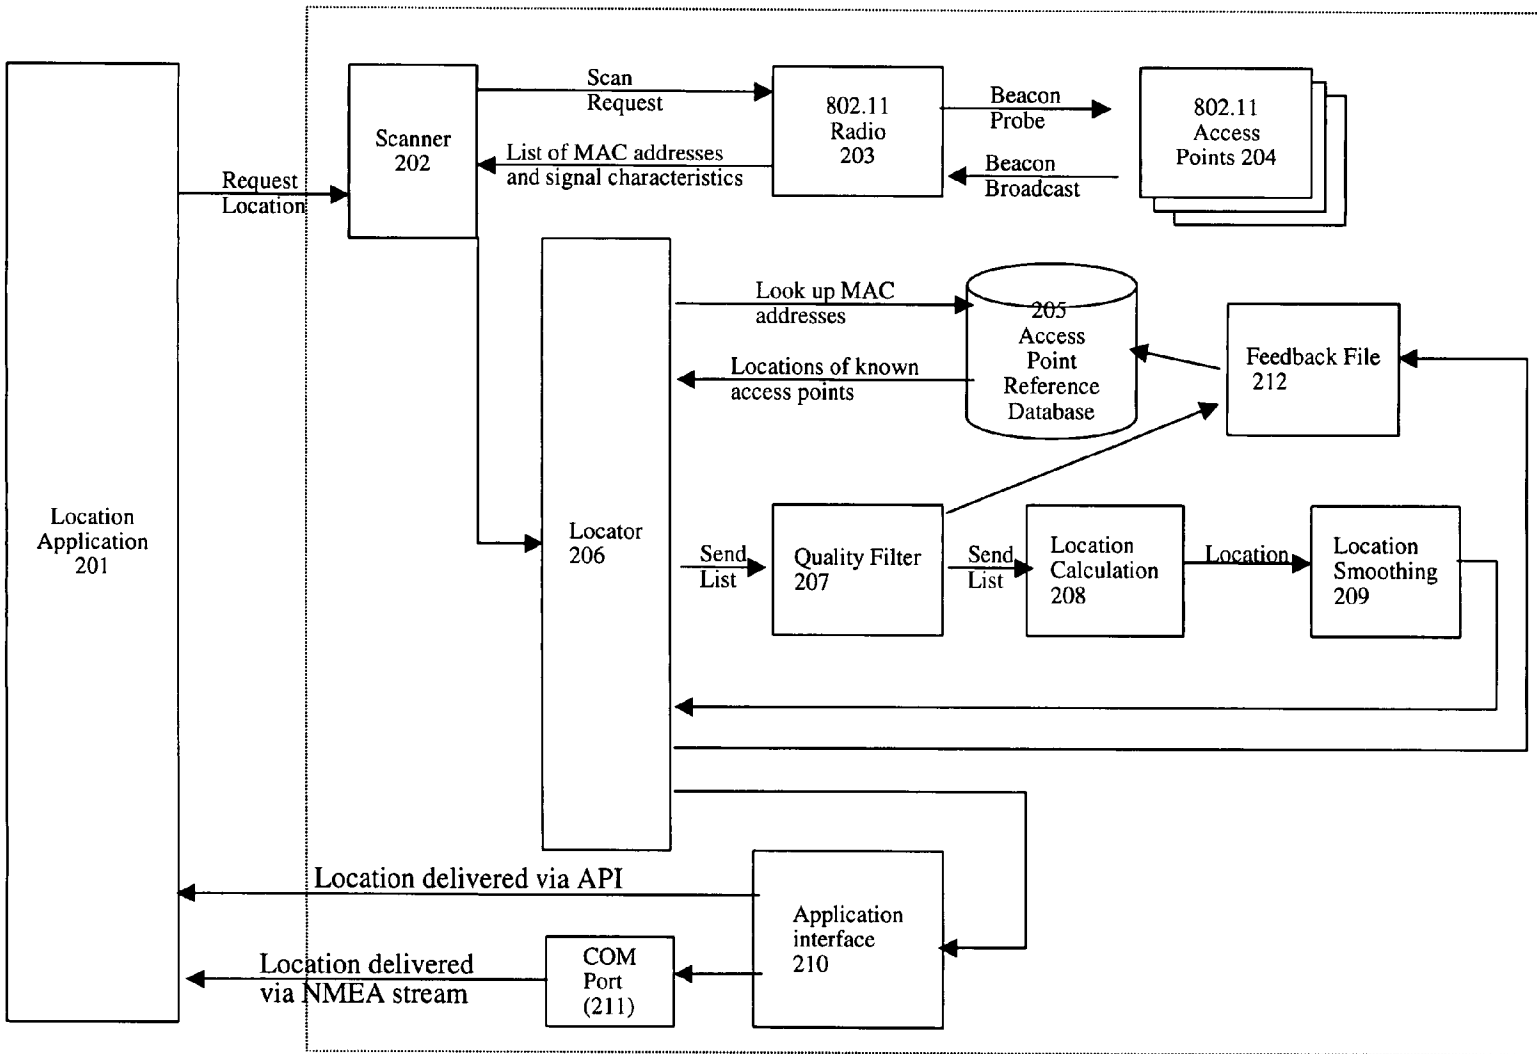 Scan
Request
802.11
Radio
203
Beacon
Probe
802.11
Access
Points 204
Scanner
202
List of MAC addresses
and signal characteristics
Beacon
Broadcast
Request
Location
Look up MAC
addresses
205
Access
Point
Reference
Database
Feedback File
212
Locations of known
access points
Location
Application
201
Locator
206
Send
List
Quality Filter
207
Send
List
Location
Calculation
208
Location
Location
Smoothing
209
Location delivered via API
Application
interface
210
COM
Port
(211)
Location delivered
via NMEA stream